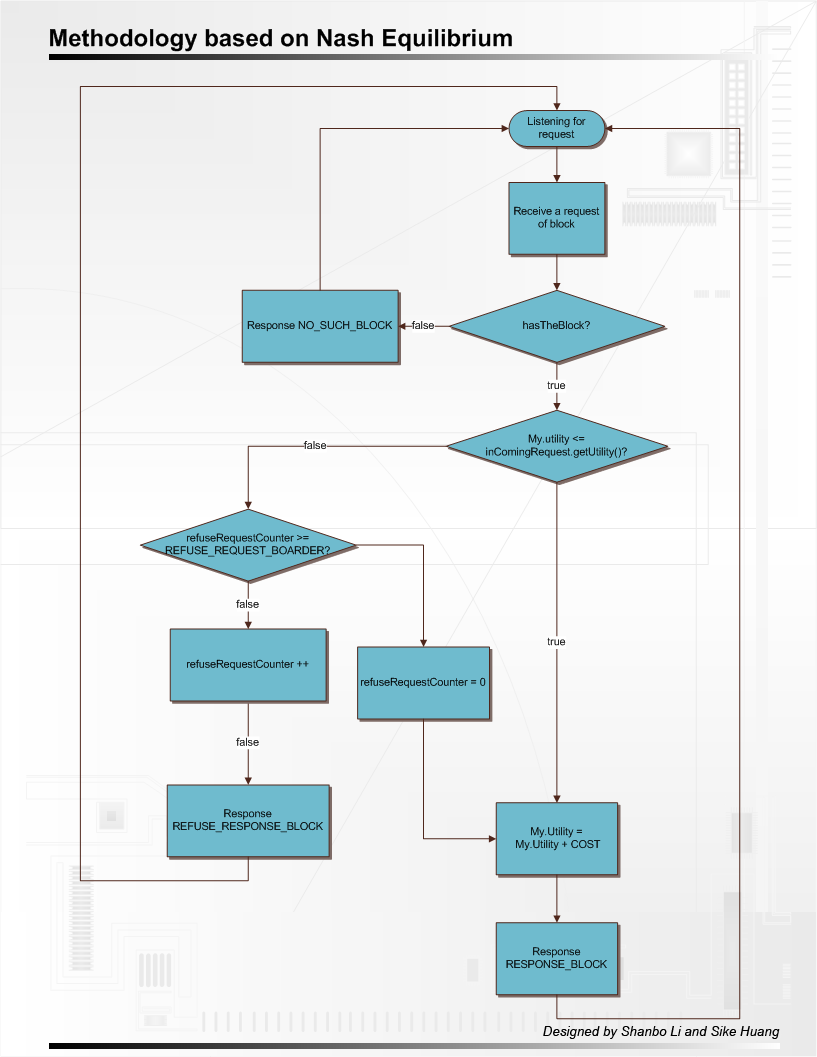 Methodology based on Nash Equilibrium
Listening for
request
Receive a request
of block
Response NO_SUCH_BLOCK
false
hasTheBlock?
true
My.utility <=
inComingRequest.getUtility()?
false
refuseRequestCounter >=
REFUSE_REQUEST_BOARDER?
false
true
refuseRequestCounter ++
refuseRequestCounter = 0
false
Response
REFUSE_RESPONSE_BLOCK
My.Utility =
My.Utility + COST
Response
RESPONSE_BLOCK
Designed by Shanbo Li and Sike Huang